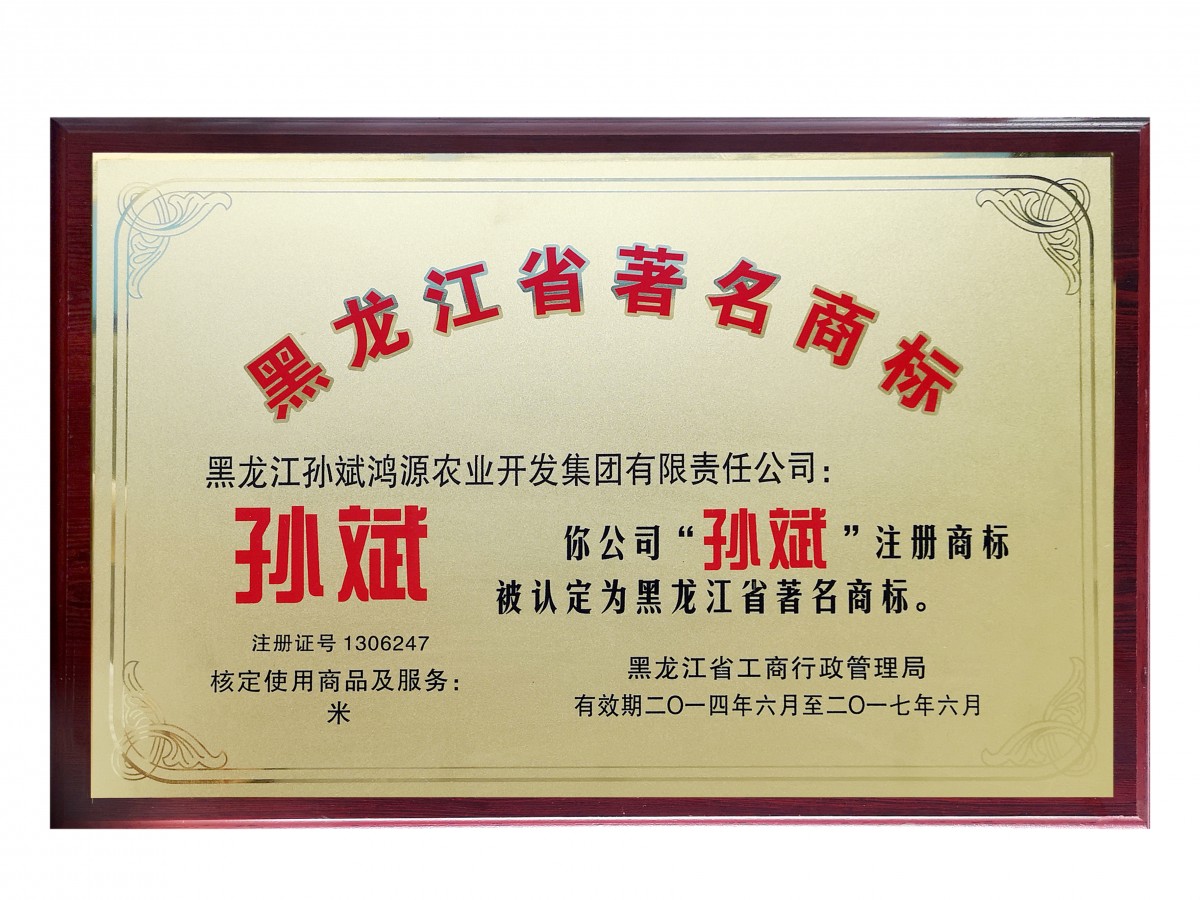 黑龙江省著名商标
黑龙江孙斌鸿源农业开发集团有限责任公司：
孙斌
注册证号 1306247
核定使用商品及服务：
米
你公司“孙斌”注册商标
被认定为黑龙江省著名商标。
黑龙江省工商行政管理局
有效期二〇一四年六月至二〇一七年六月